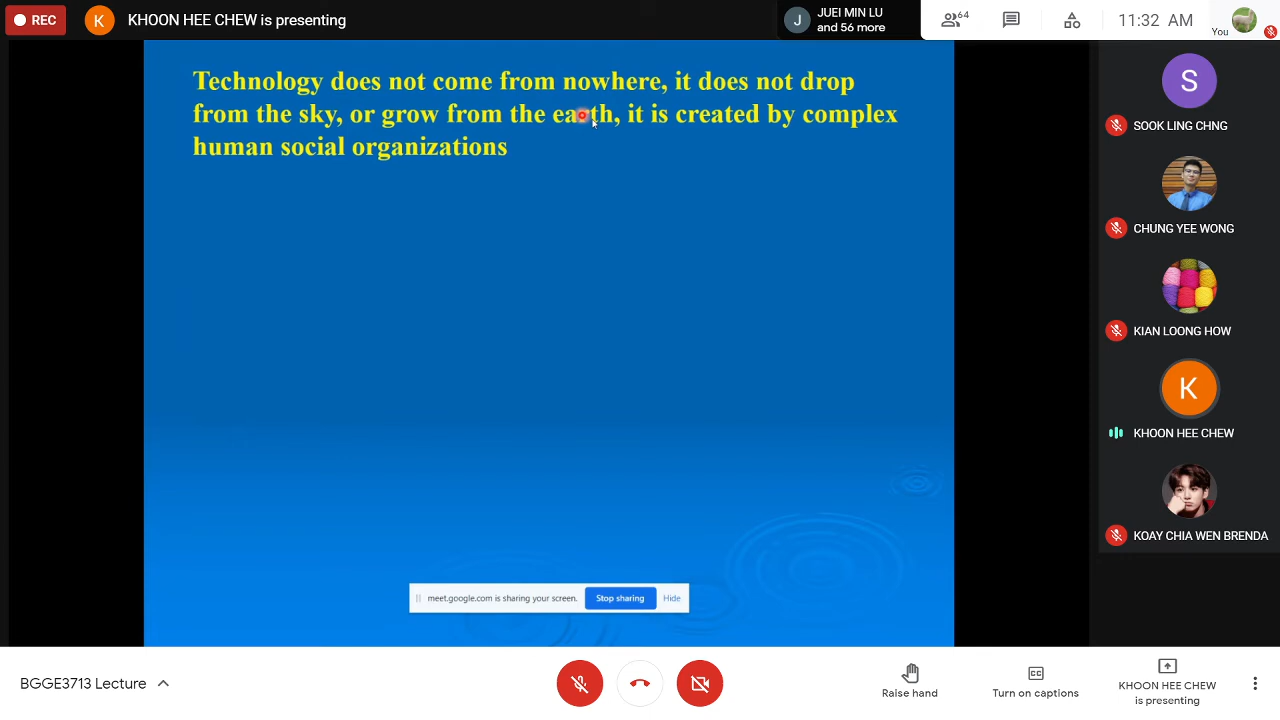 REC
K
KHOON HEE CHEW is presenting
J
JUEI MIN LU
and 56 more
64
11:32 AM
You
Technology does not come from nowhere, it does not drop
from the sky, or grow from the earth, it is created by complex
human social organizations
S
SOOK LING CHNG
CHUNG YEE WONG
KIAN LOONG HOW
K
KHOON HEE CHEW
KOAY CHIA WEN BRENDA
meet.google.com is sharing your screen.
Stop sharing
Hide
BGGE3713 Lecture
Raise hand
CC
Turn on captions
KHOON HEE CHEW
is presenting